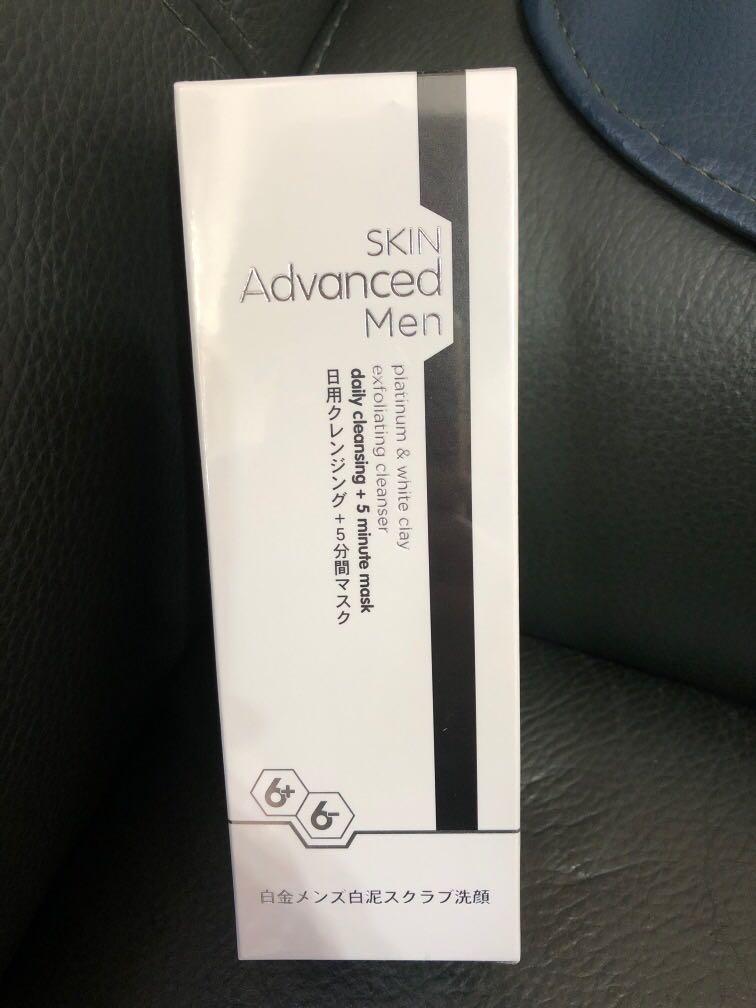 SKIN
Advanced
Men
platinum & white clay
exfoliating cleanser
daily cleansing + 5 minute mask
日用クレンジング + 5分間マスク
6+
6-
白金メンズ白泥スクラブ洗顔